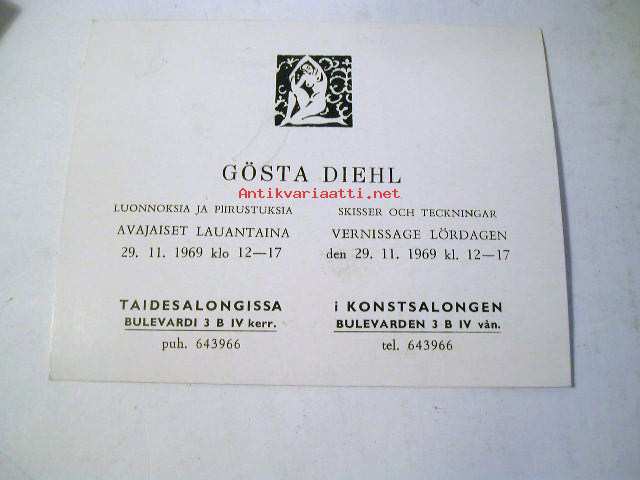 GÖSTA DIEHL
Antikvariaatti.net
LUONNOKSIA JA PIIRUSTUKSIA
AVAJAISET LAUANTAINA
29. 11. 1969 klo 12—17
TAIDESALONGISSA
BULEVARDI 3 B IV kerr.
puh. 643966
SKISSER OCH TECKNINGAR
VERNISSAGE LÖRDAGEN
den 29. 11. 1969 kl. 12—17
i KONSTSALONGEN
BULEVARDEN 3 B IV vån.
tel. 643966